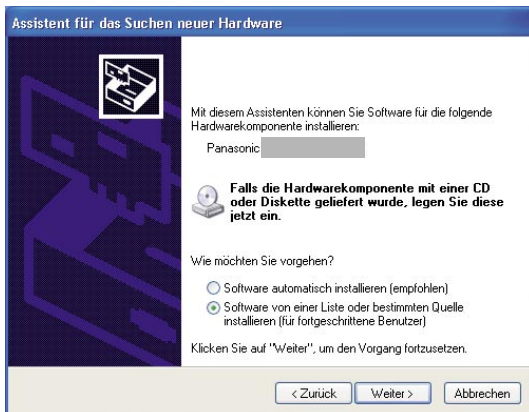 Assistent für das Suchen neuer Hardware
Mit diesem Assistenten können Sie Software für die folgende
Hardwarekomponente installieren:
Panasonic
Falls die Hardwarekomponente mit einer CD
oder Diskette geliefert wurde, legen Sie diese
jetzt ein.
Wie möchten Sie vorgehen?
Software automatisch installieren (empfohlen)
Software von einer Liste oder bestimmten Quelle
installieren (für fortgeschrittene Benutzer)
Klicken Sie auf "Weiter", um den Vorgang fortzusetzen.
< Zurück Weiter > Abbrechen